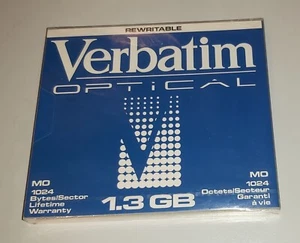 REWRITABLE
Verbatim
OPTICAL
MO
1024
Bytes/Sector
Lifetime
Warranty
1.3 GB
MO
1024
Octets/Secteur
Garanti
à vie